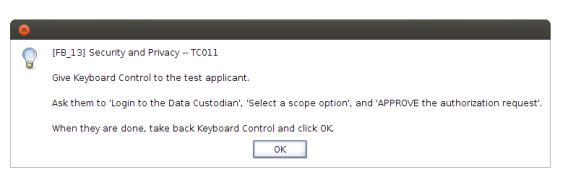 [FB_13] Security and Privacy -- TC011
Give Keyboard Control to the test applicant.
Ask them to 'Login to the Data Custodian', 'Select a scope option', and 'APPROVE the authorization request'.
When they are done, take back Keyboard Control and click OK.
OK